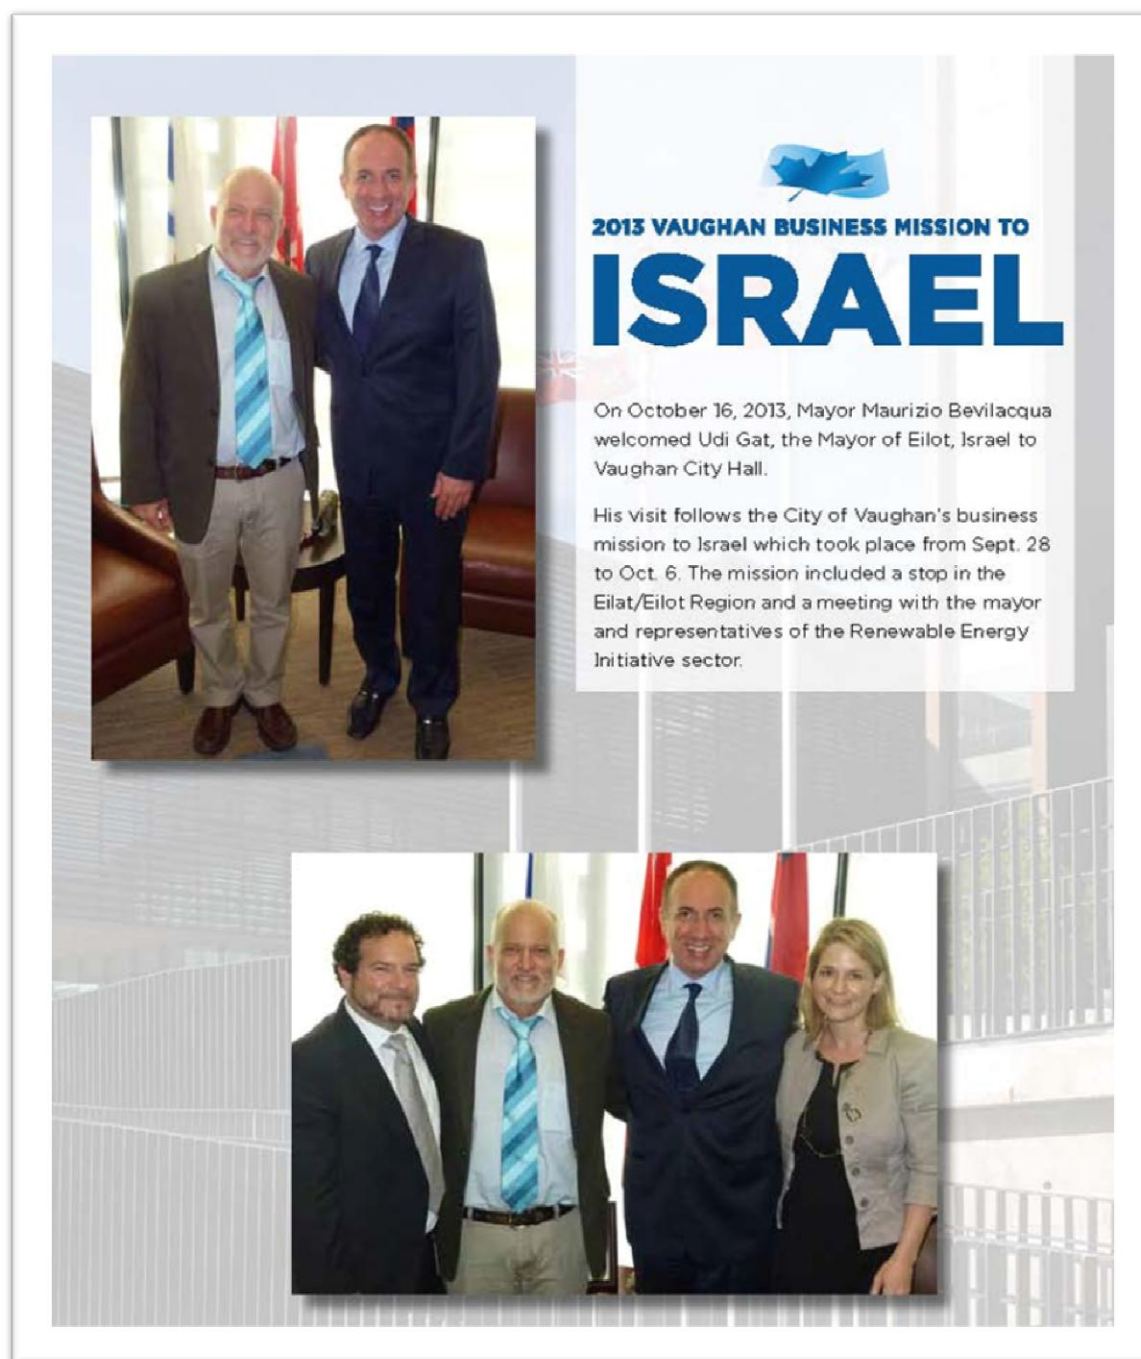 2013 VAUGHAN BUSINESS MISSION TO
ISRAEL
On October 16, 2013, Mayor Maurizio Bevilacqua
welcomed Udi Gat, the Mayor of Eilot, Israel to
Vaughan City Hall.
His visit follows the City of Vaughan's business
mission to Israel which took place from Sept. 28
to Oct. 6. The mission included a stop in the
Eilat/Eilot Region and a meeting with the mayor
and representatives of the Renewable Energy
Initiative sector.